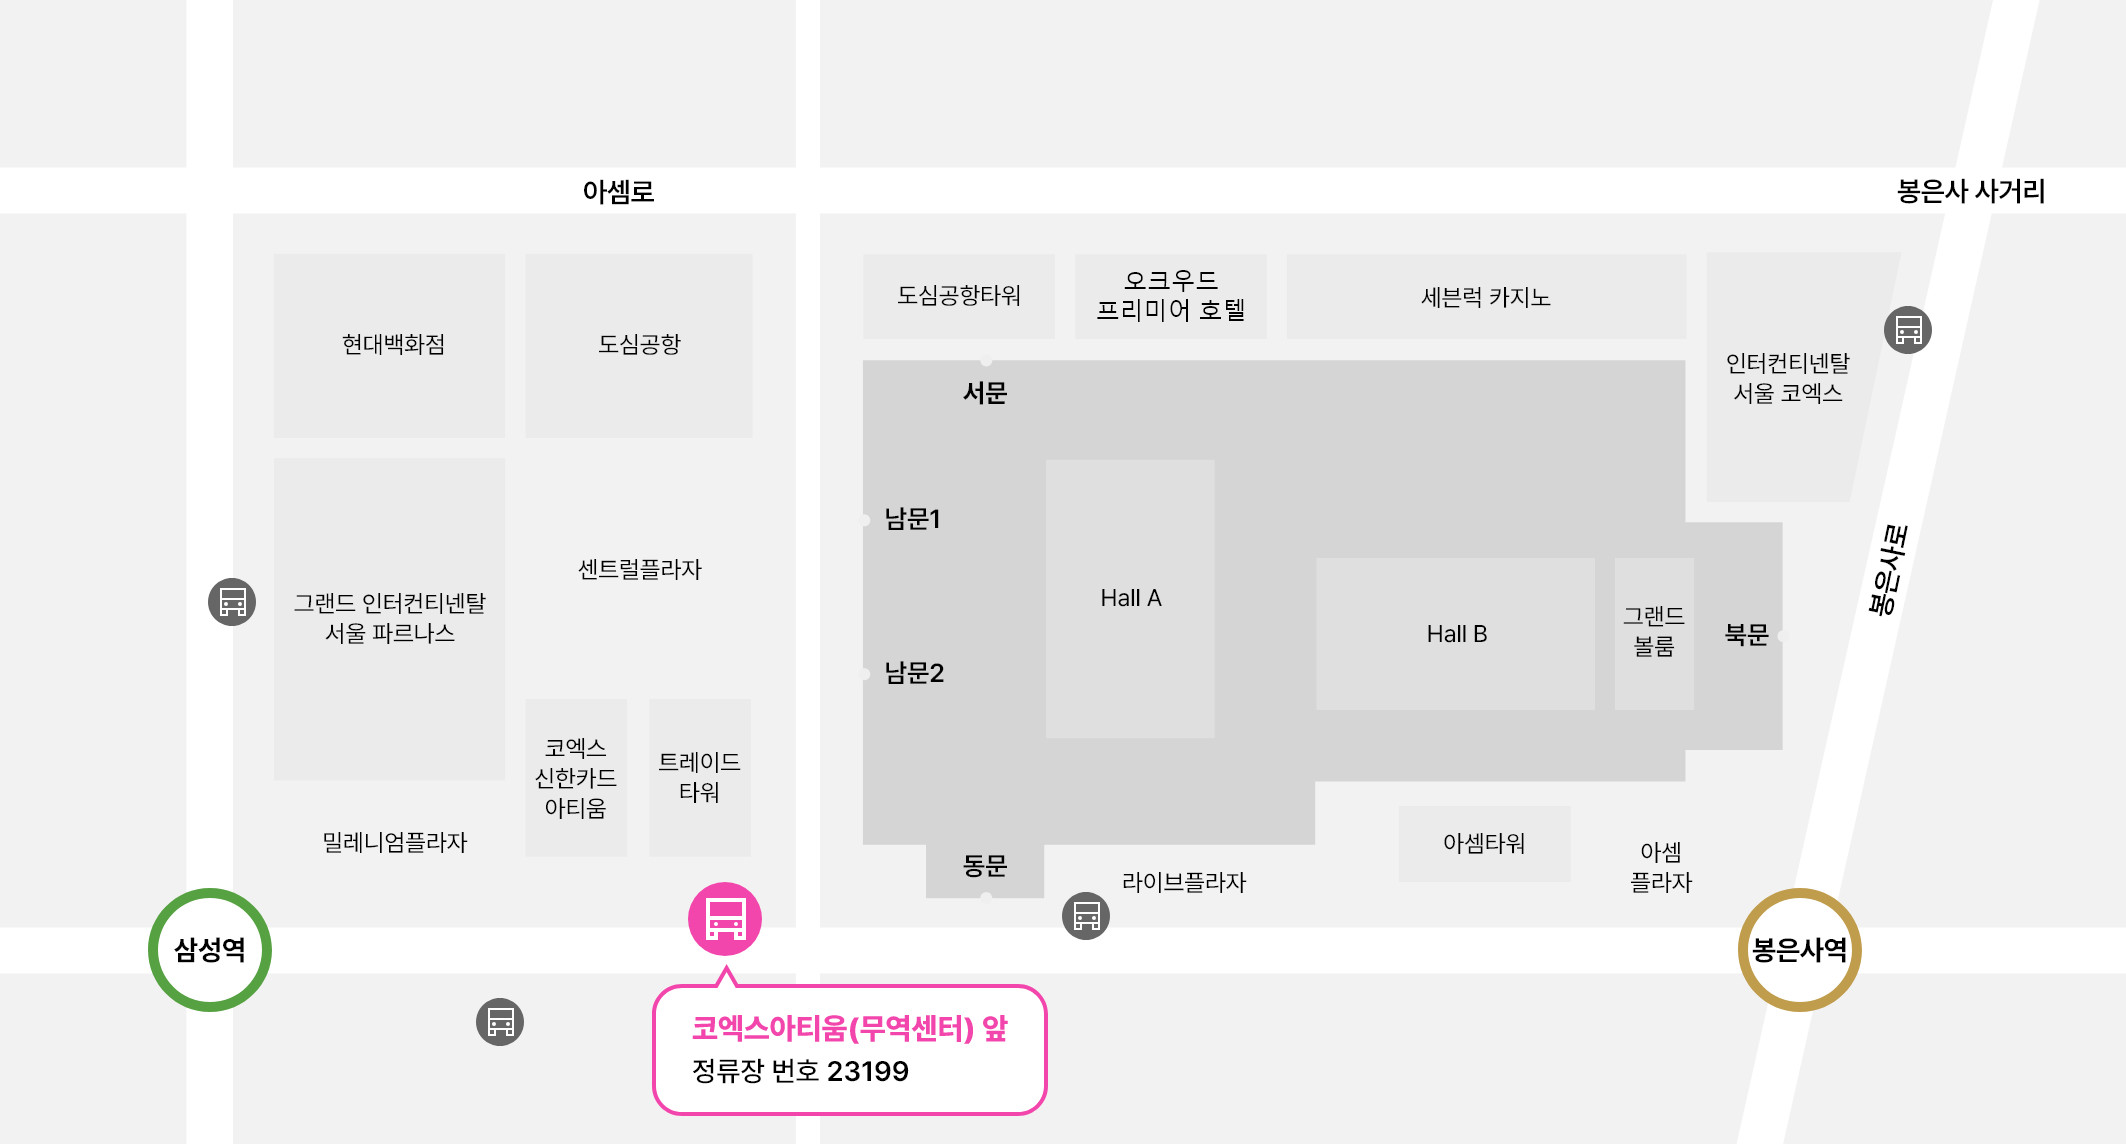 아셈로
봉은사 사거리
현대백화점
도심공항
도심공항타워
오크우드
프리미어 호텔
세븐럭 카지노
인터컨티넨탈
서울 코엑스
서문
남문1
남문2
Hall A
Hall B
그랜드
볼룸
북문
봉은사로
센트럴플라자
그랜드 인터컨티넨탈
서울 파르나스
코엑스
신한카드
아티움
트레이드
타워
밀레니엄플라자
동문
라이브플라자
아셈타워
아셈
플라자
삼성역
봉은사역
코엑스아티움(무역센터) 앞
정류장 번호 23199